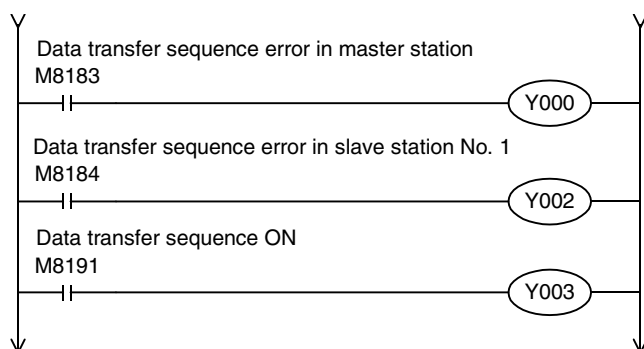 Data transfer sequence error in master station
M8183
Y000
Data transfer sequence error in slave station No. 1
M8184
Y002
Data transfer sequence ON
M8191
Y003